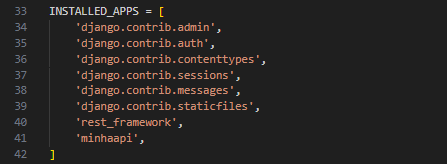 33 INSTALLED_APPS = [
34     'django.contrib.admin',
35     'django.contrib.auth',
36     'django.contrib.contenttypes',
37     'django.contrib.sessions',
38     'django.contrib.messages',
39     'django.contrib.staticfiles',
40     'rest_framework',
41     'minhaapi',
42 ]